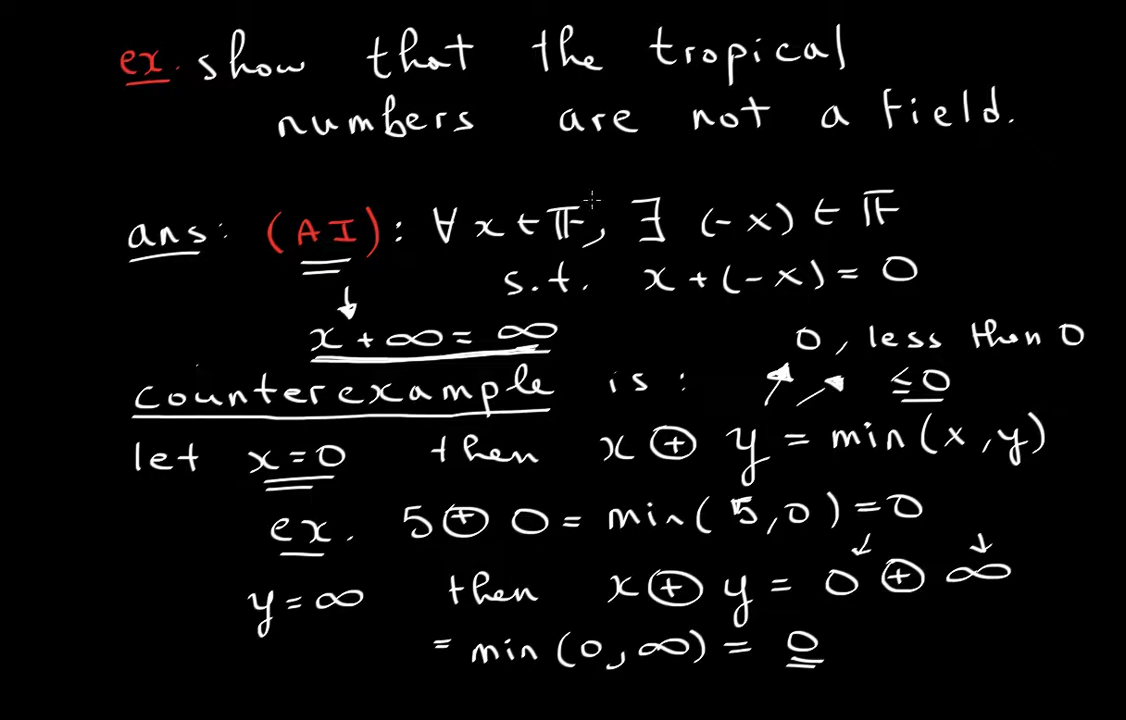 ex. show that the tropical
numbers are not a field.
ans: (AI): ∀ x ∈ 𝔽, ∃ (-x) ∈ 𝔽
s.t. x + (-x) = 0
x + ∞ = ∞
0, less then 0
counterexample is: ≤0
let x=0 then x ⊕ y = min(x,y)
ex. 5 ⊕ 0 = min(5,0) = 0
y = ∞ then x ⊕ y = 0 ⊕ ∞
= min(0,∞) = 0